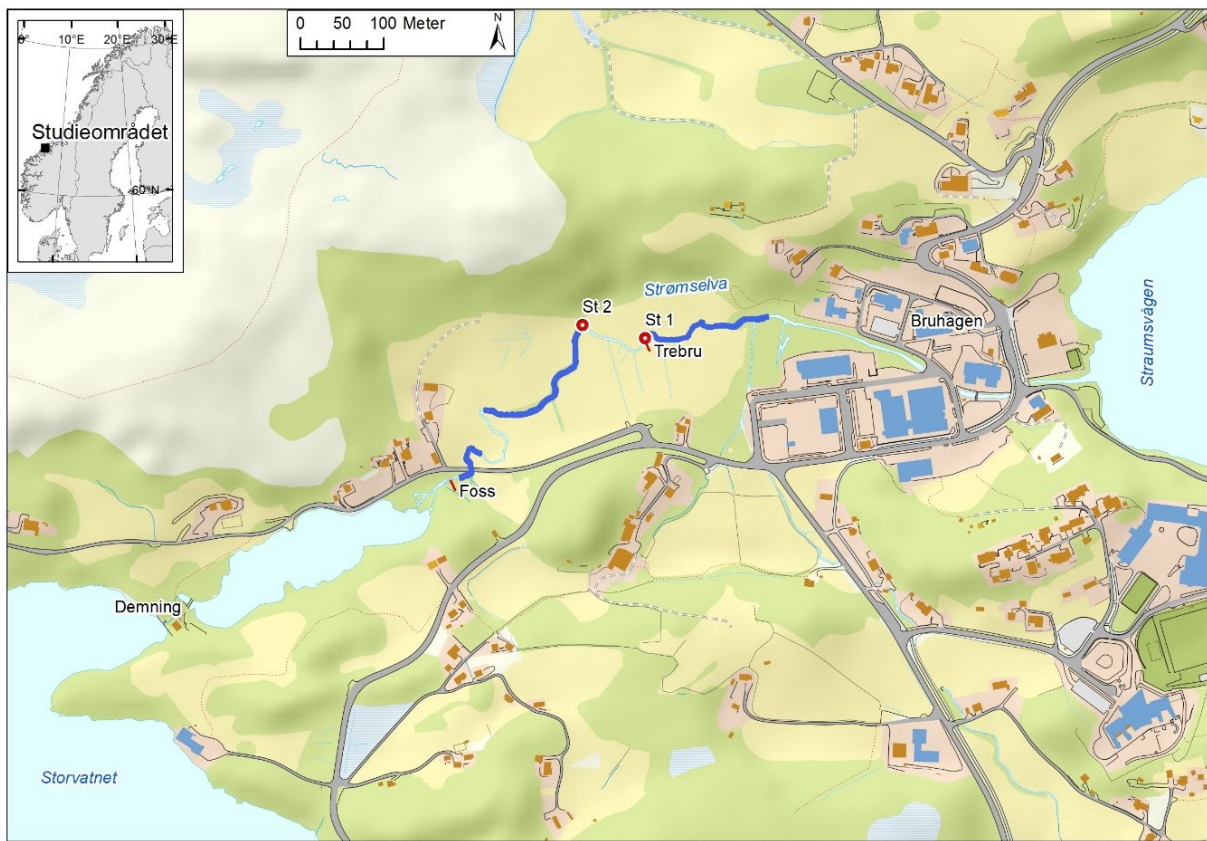 0 50 100 Meter
N
0° 10°E 20°E 30°E
Studieområdet
60°N
Strømselva
St 2
St 1
Trebru
Bruhagen
Straumsvågen
Foss
Demning
Storvatnet